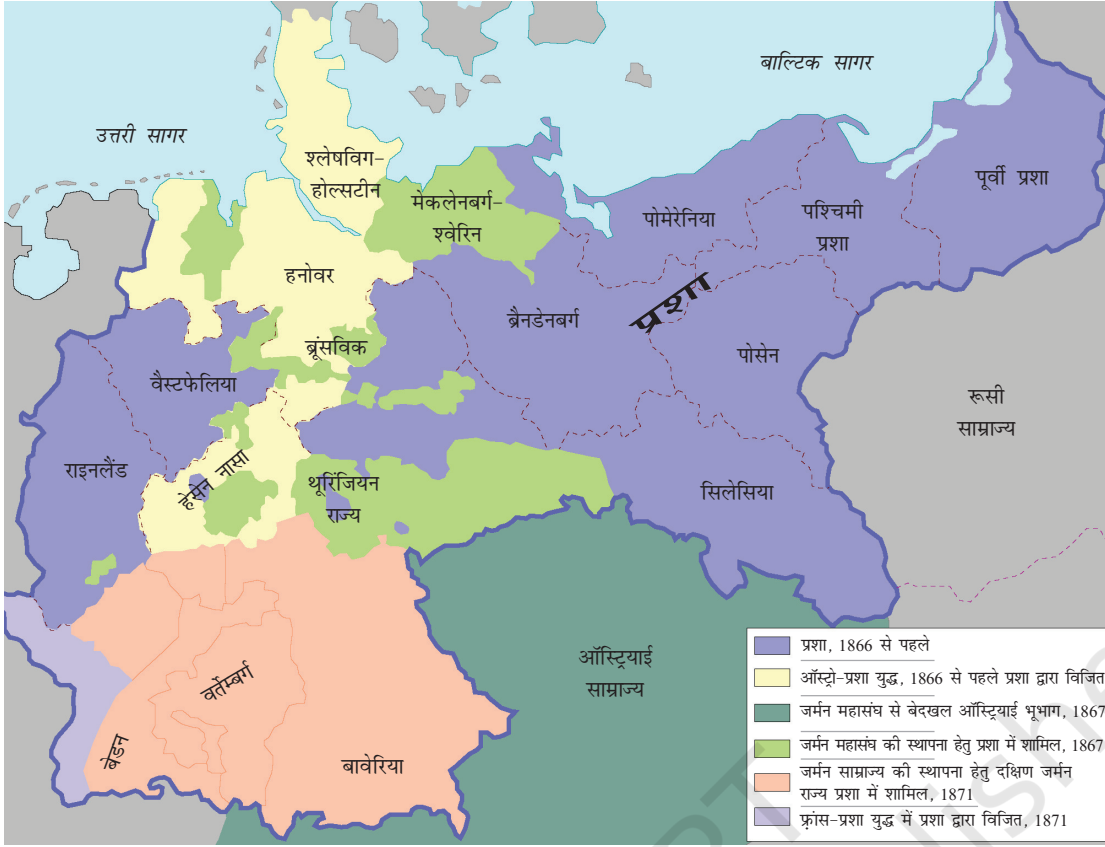 बाल्टिक सागर
उत्तरी सागर
श्लेषविग-
होल्सटीन
मेकलेनबर्ग-
श्वेरिन
पोमेरेनिया
पश्चिमी
प्रशा
पूर्वी प्रशा
हनोवर
ब्रैनडेनबर्ग
प्रशा
ब्रूंसविक
पोसेन
वैस्टफेलिया
रूसी
साम्राज्य
राइनलैंड
हेसेन नासा
थूरिंजियन
राज्य
सिलेसिया
ऑस्ट्रियाई
साम्राज्य
वर्तेम्बर्ग
बेडन
बावेरिया
प्रशा, 1866 से पहले
ऑस्ट्रो-प्रशा युद्ध, 1866 से पहले प्रशा द्वारा विजित
जर्मन महासंघ से बेदखल ऑस्ट्रियाई भूभाग, 1867
जर्मन महासंघ की स्थापना हेतु प्रशा में शामिल, 1867
जर्मन साम्राज्य की स्थापना हेतु दक्षिण जर्मन
राज्य प्रशा में शामिल, 1871
फ़्रांस-प्रशा युद्ध में प्रशा द्वारा विजित, 1871